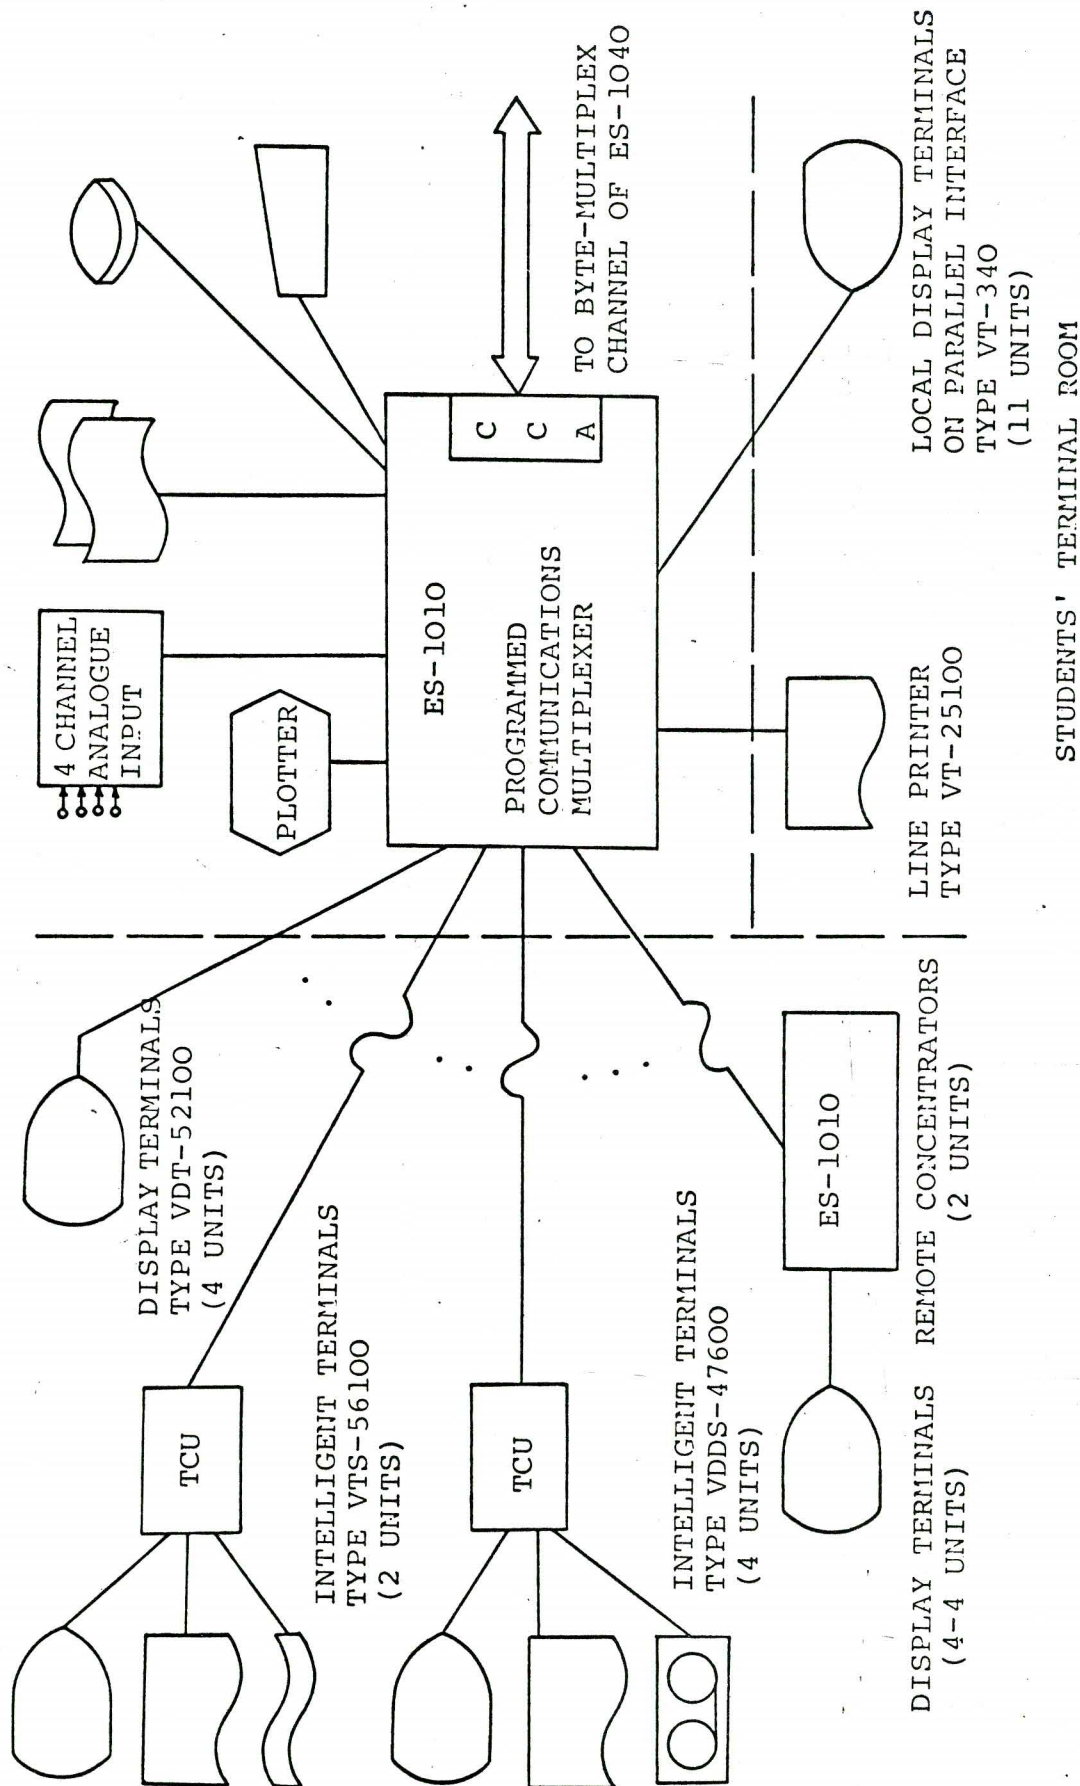 4 CHANNEL
ANALOGUE
INPUT
PLOTTER
ES-1010
PROGRAMMED
COMMUNICATIONS
MULTIPLEXER
C
C
A
TO BYTE-MULTIPLEX
CHANNEL OF ES-1040
DISPLAY TERMINALS
TYPE VDT-52100
(4 UNITS)
TCU
INTELLIGENT TERMINALS
TYPE VTS-56100
(2 UNITS)
TCU
INTELLIGENT TERMINALS
TYPE VDDS-47600
(4 UNITS)
ES-1010
DISPLAY TERMINALS
(4-4 UNITS)
REMOTE CONCENTRATORS
(2 UNITS)
LINE PRINTER
TYPE VT-25100
LOCAL DISPLAY TERMINALS
ON PARALLEL INTERFACE
TYPE VT-340
(11 UNITS)
STUDENTS' TERMINAL ROOM